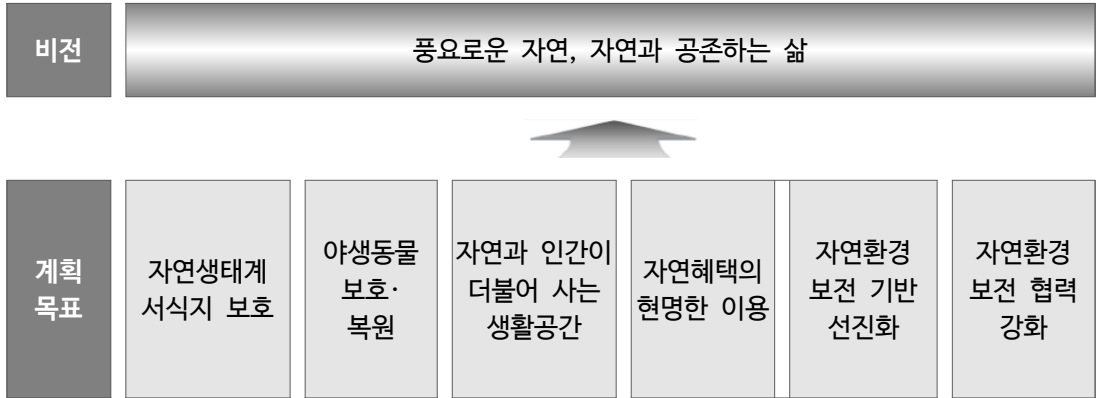 비전
풍요로운 자연, 자연과 공존하는 삶
계획
목표
자연생태계
서식지 보호
야생동물
보호·
복원
자연과 인간이
더불어 사는
생활공간
자연혜택의
현명한 이용
자연환경
보전 기반
선진화
자연환경
보전 협력
강화